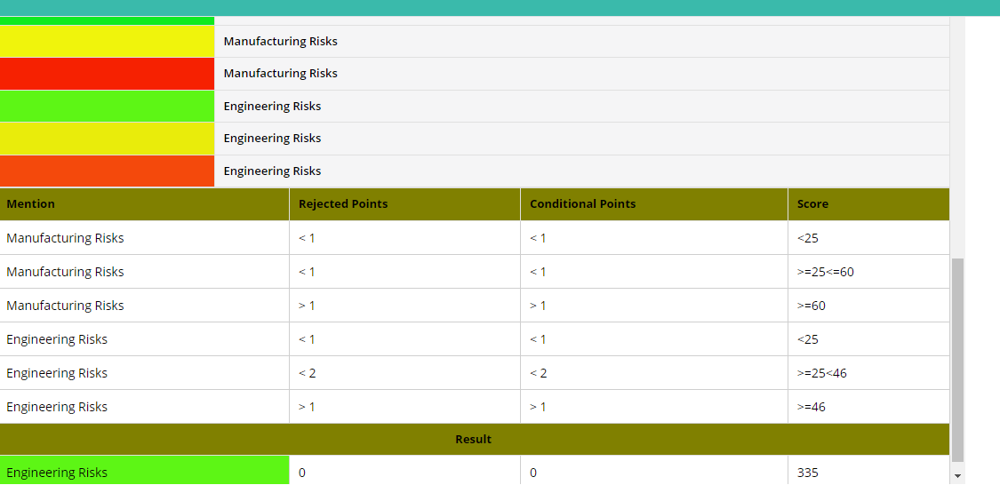 Manufacturing Risks
Manufacturing Risks
Engineering Risks
Engineering Risks
Engineering Risks
Mention Rejected Points Conditional Points Score
Manufacturing Risks < 1 < 1 <25
Manufacturing Risks < 1 < 1 >=25<=60
Manufacturing Risks > 1 > 1 >=60
Engineering Risks < 1 < 1 <25
Engineering Risks < 2 < 2 >=25<46
Engineering Risks > 1 > 1 >=46
Result
Engineering Risks 0 0 335